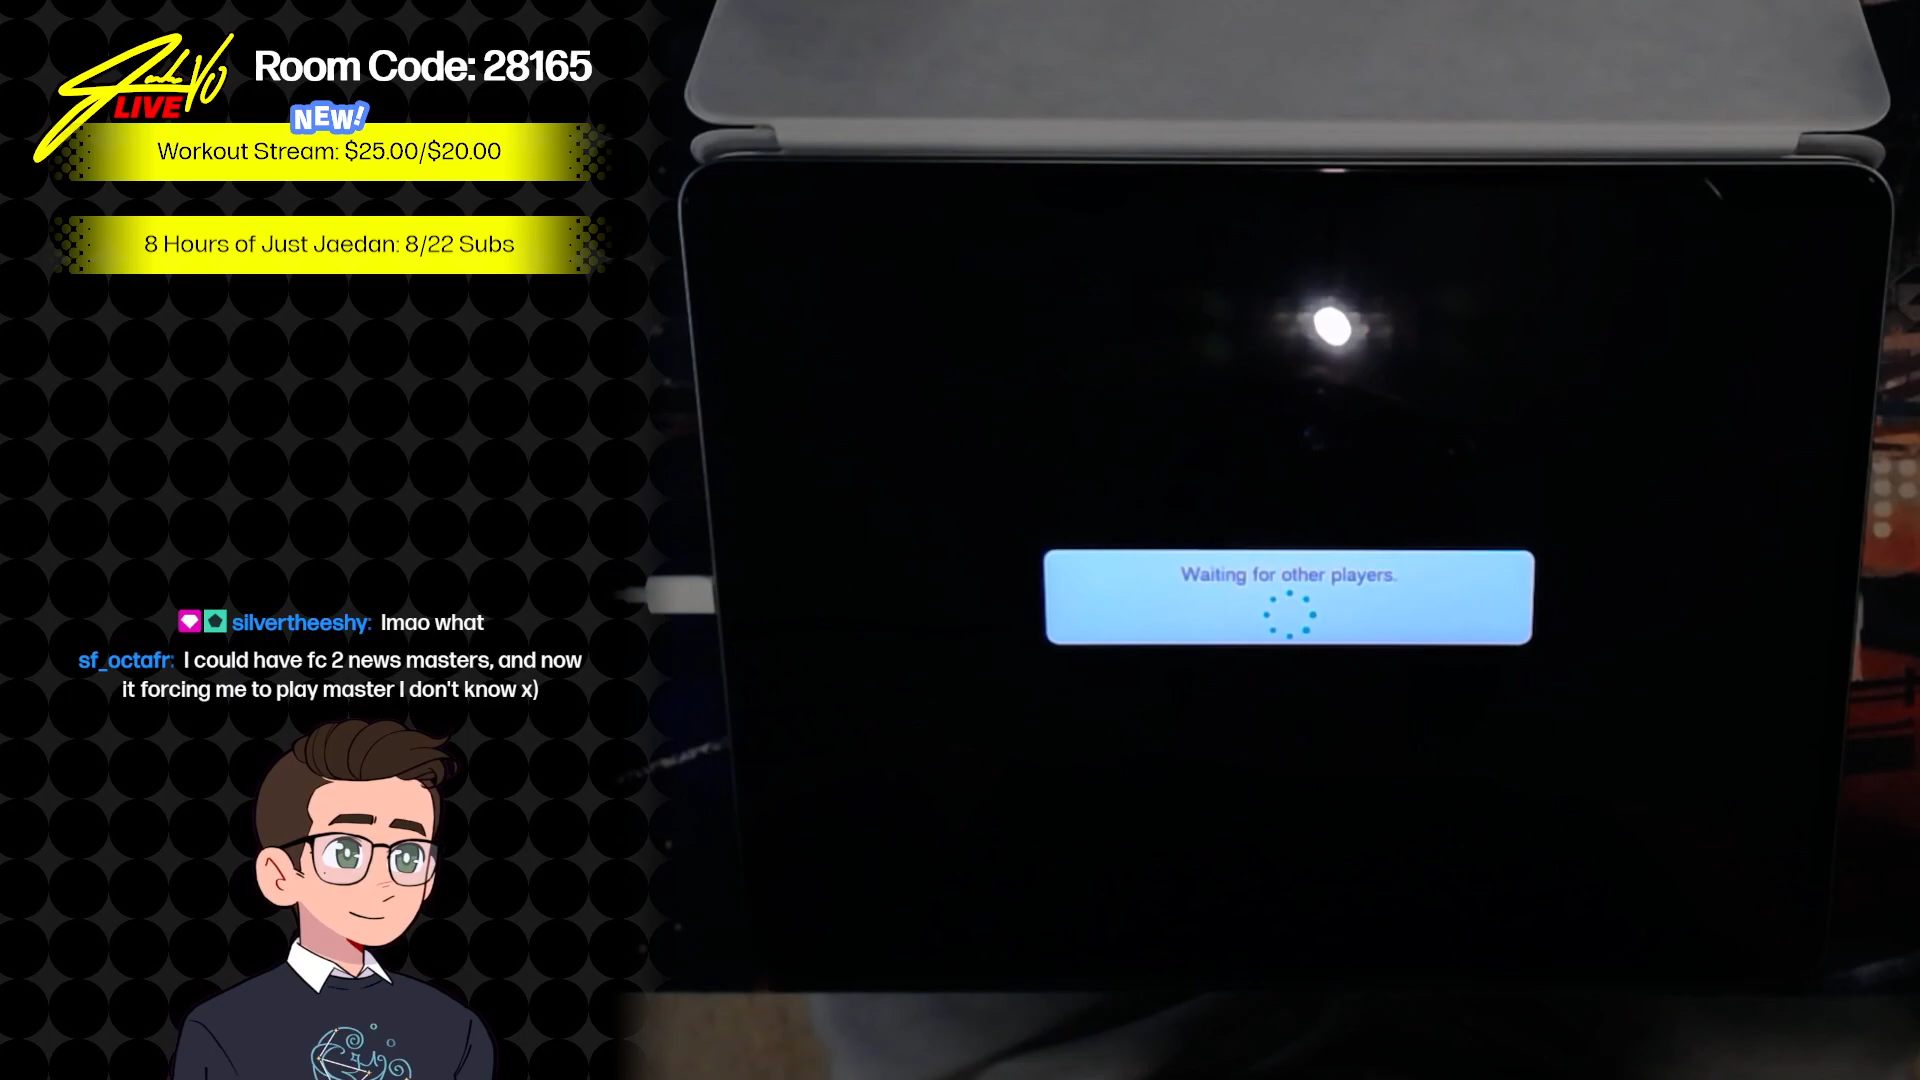 LIVE
Room Code: 28165
NEW!
Workout Stream: $25.00/$20.00
8 Hours of Just Jaedan: 8/22 Subs
Waiting for other players.
silvertheeshy: lmao what
sf_octafr: I could have fc 2 news masters, and now
it forcing me to play master I don't know x)